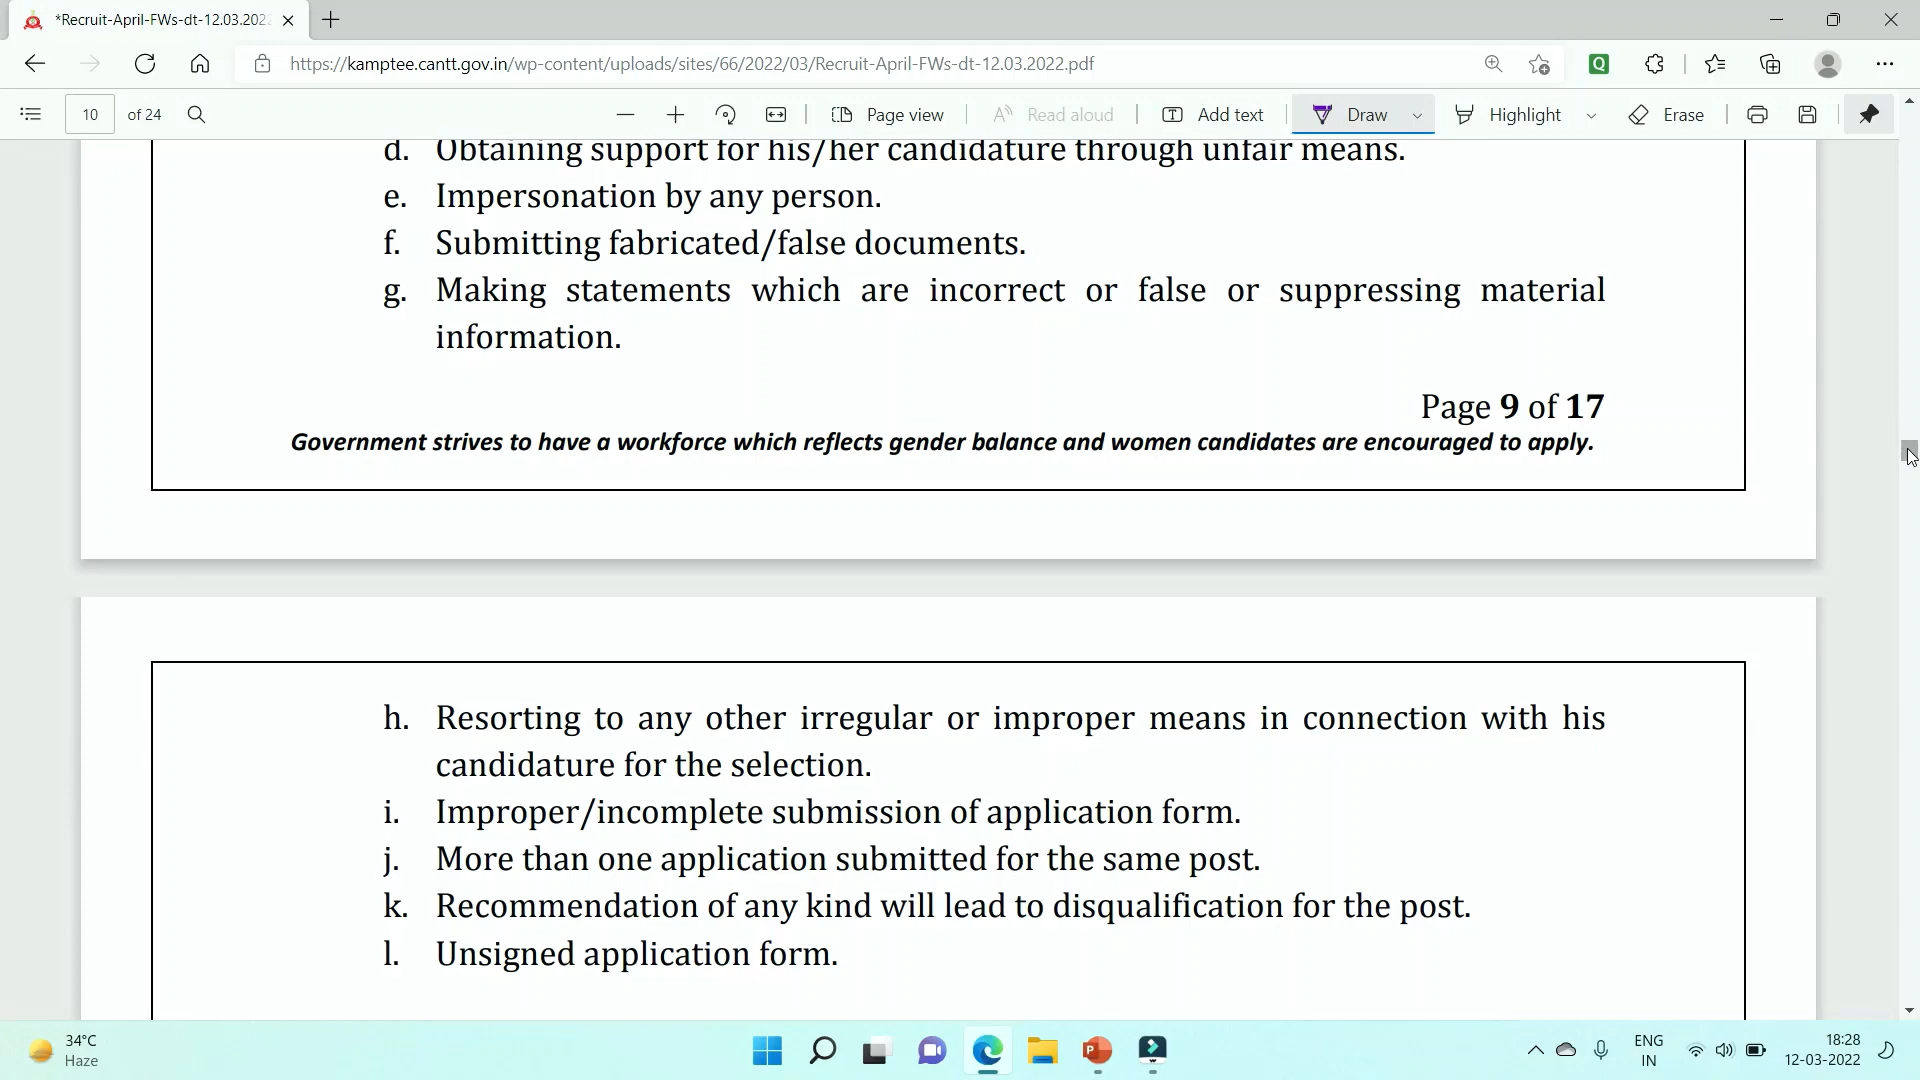 *Recruit-April-FWs-dt-12.03.202
https://kamptee.cantt.gov.in/wp-content/uploads/sites/66/2022/03/Recruit-April-FWs-dt-12.03.2022.pdf
10 of 24 Page view Read aloud Add text Draw Highlight Erase
d. Obtaining support for his/her candidature through unfair means.
e. Impersonation by any person.
f. Submitting fabricated/false documents.
g. Making statements which are incorrect or false or suppressing material
information.
Page 9 of 17
Government strives to have a workforce which reflects gender balance and women candidates are encouraged to apply.
h. Resorting to any other irregular or improper means in connection with his
candidature for the selection.
i. Improper/incomplete submission of application form.
j. More than one application submitted for the same post.
k. Recommendation of any kind will lead to disqualification for the post.
l. Unsigned application form.
34°C
Haze
ENG
IN
18:28
12-03-2022